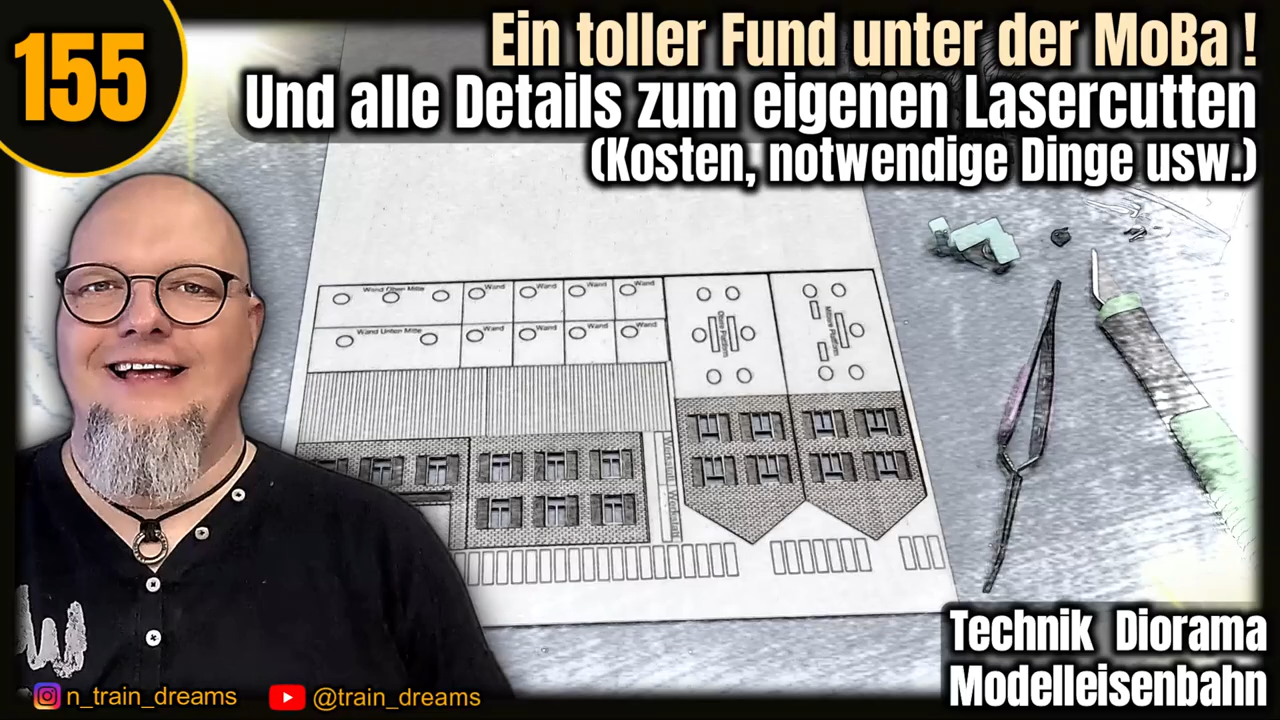 155
Ein toller Fund unter der MoBa !
Und alle Details zum eigenen Lasercutten
(Kosten, notwendige Dinge usw.)
Wand Oben Mitte
Wand
Wand
Wand
Wand
Wand Unten Mitte
Wand
Wand
Wand
Wand
Technik Diorama
Modelleisenbahn
n_train_dreams
@train_dreams